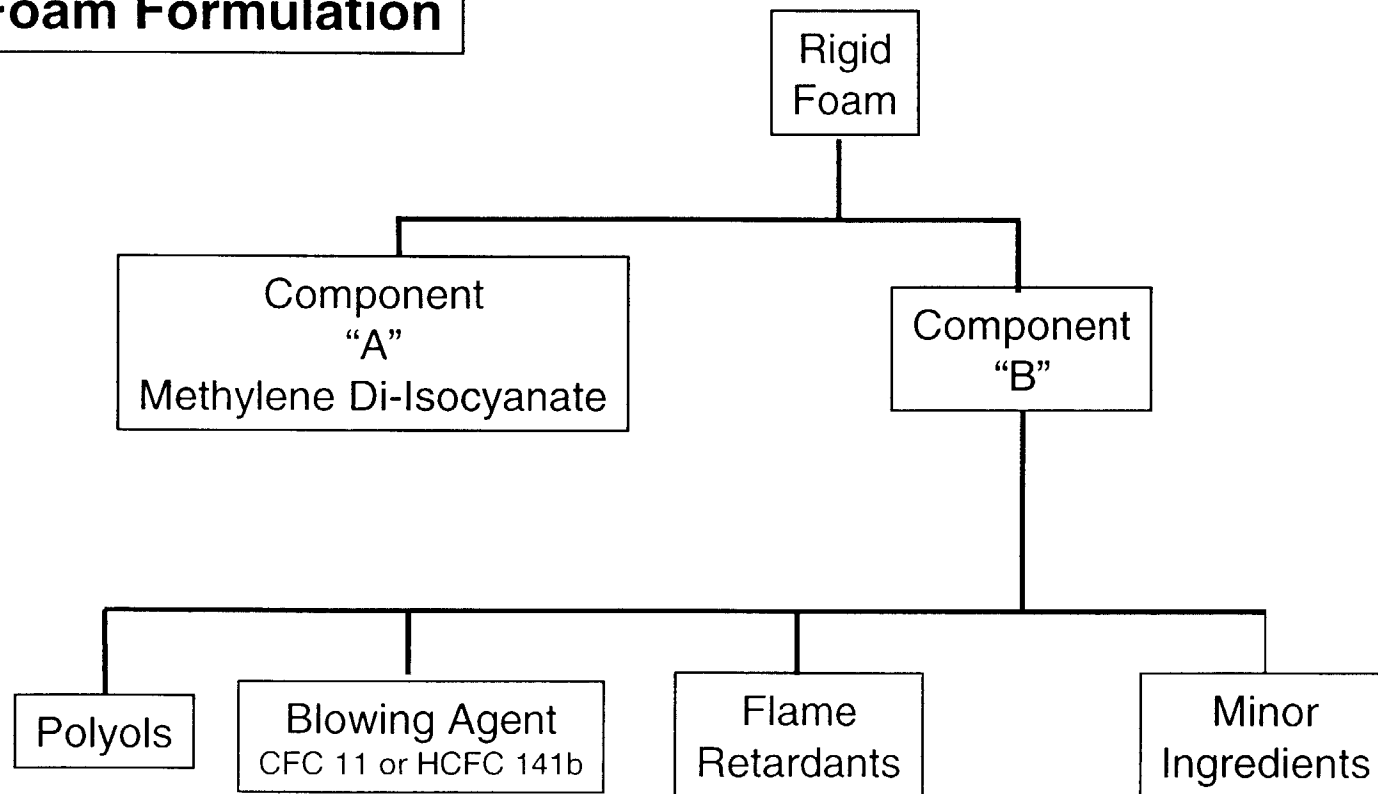 Foam Formulation
Rigid
Foam
Component
“A”
Methylene Di-Isocyanate
Component
“B”
Polyols
Blowing Agent
CFC 11 or HCFC 141b
Flame
Retardants
Minor
Ingredients